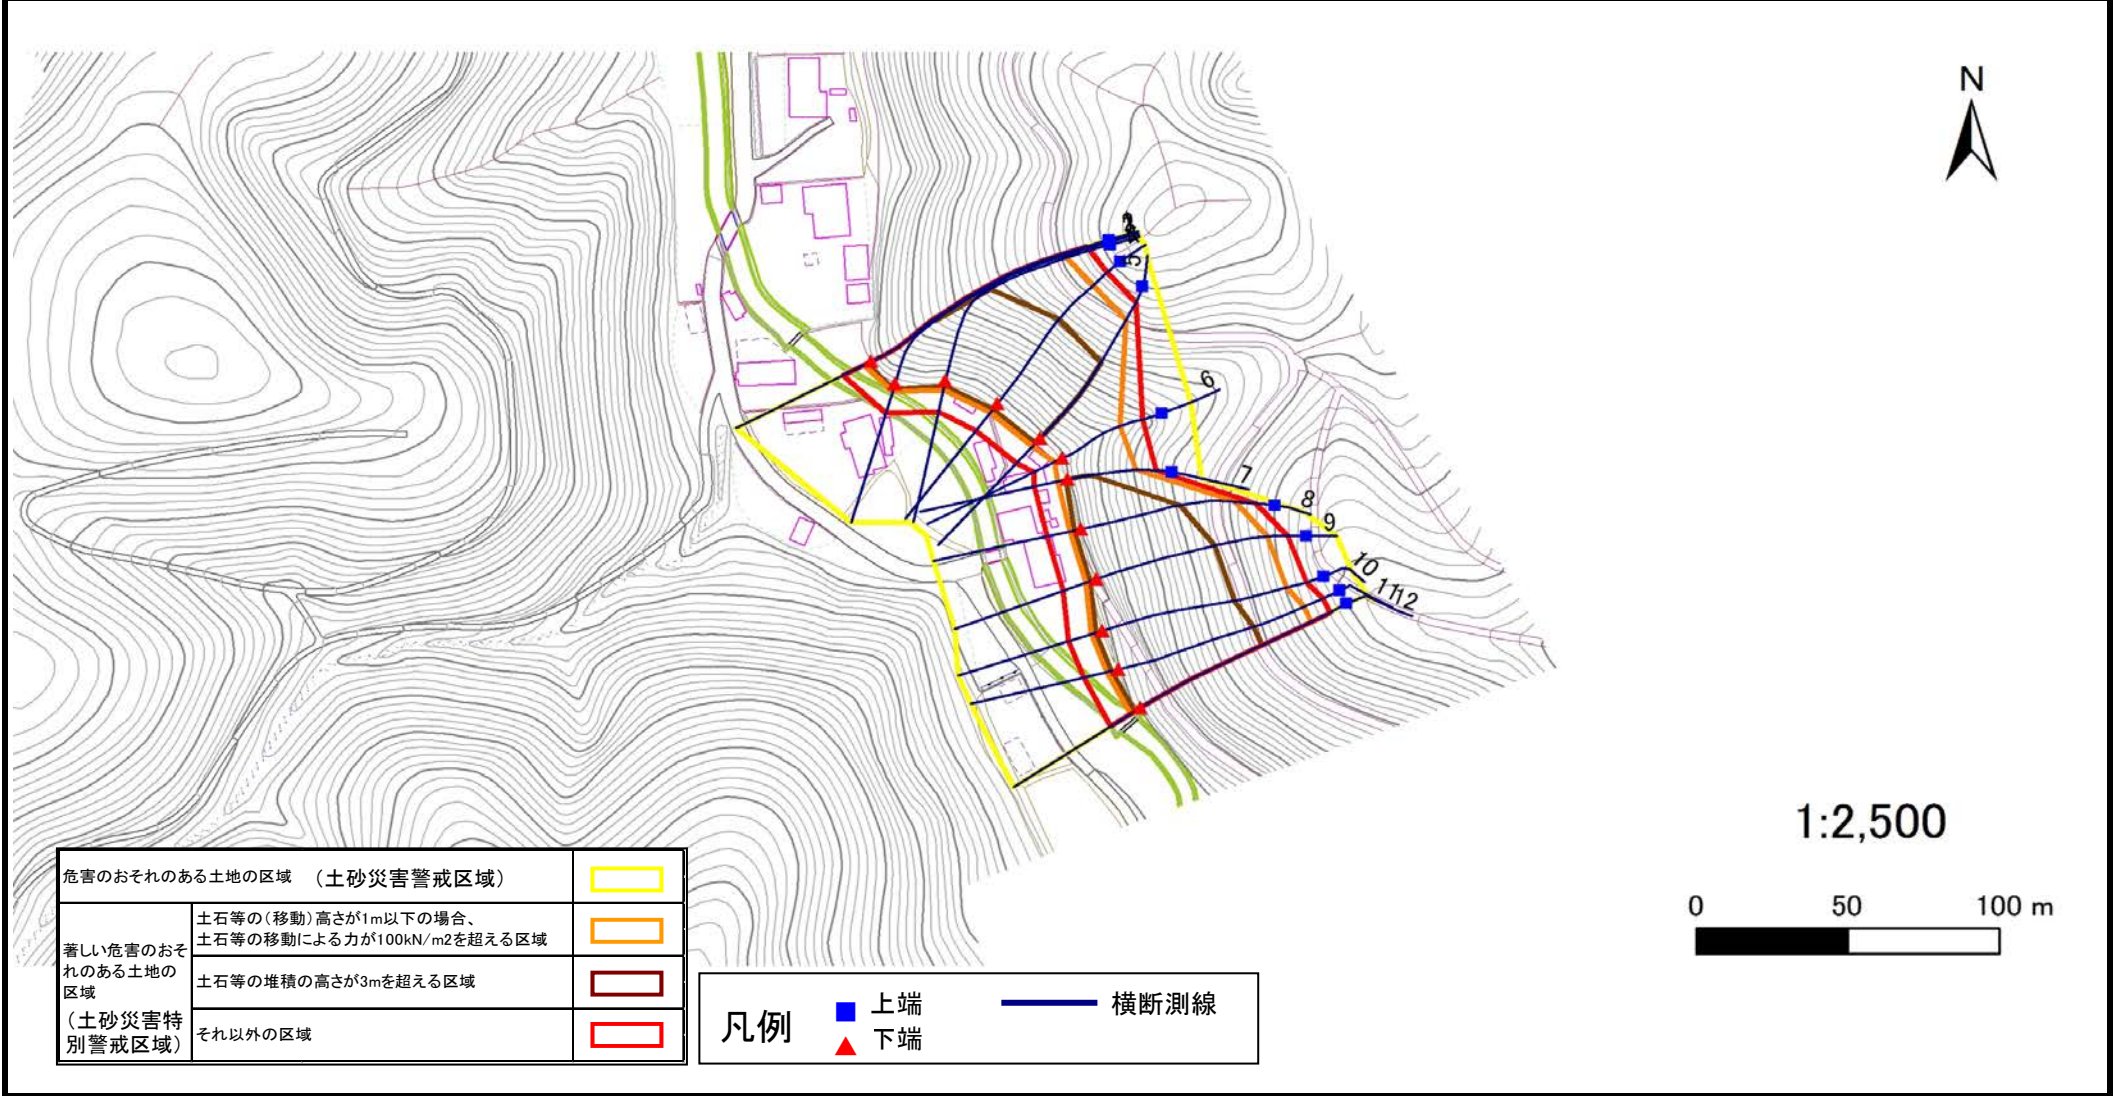 N
5
6
7
8
9
10
11
12
1:2,500
0 50 100 m
危害のおそれのある土地の区域 (土砂災害警戒区域)
著しい危害のおそ
れのある土地の
区域
(土砂災害特
別警戒区域)
土石等の(移動)高さが1m以下の場合、
土石等の移動による力が100kN/m2を超える区域
土石等の堆積の高さが3mを超える区域
それ以外の区域
凡例
上端
下端
横断測線